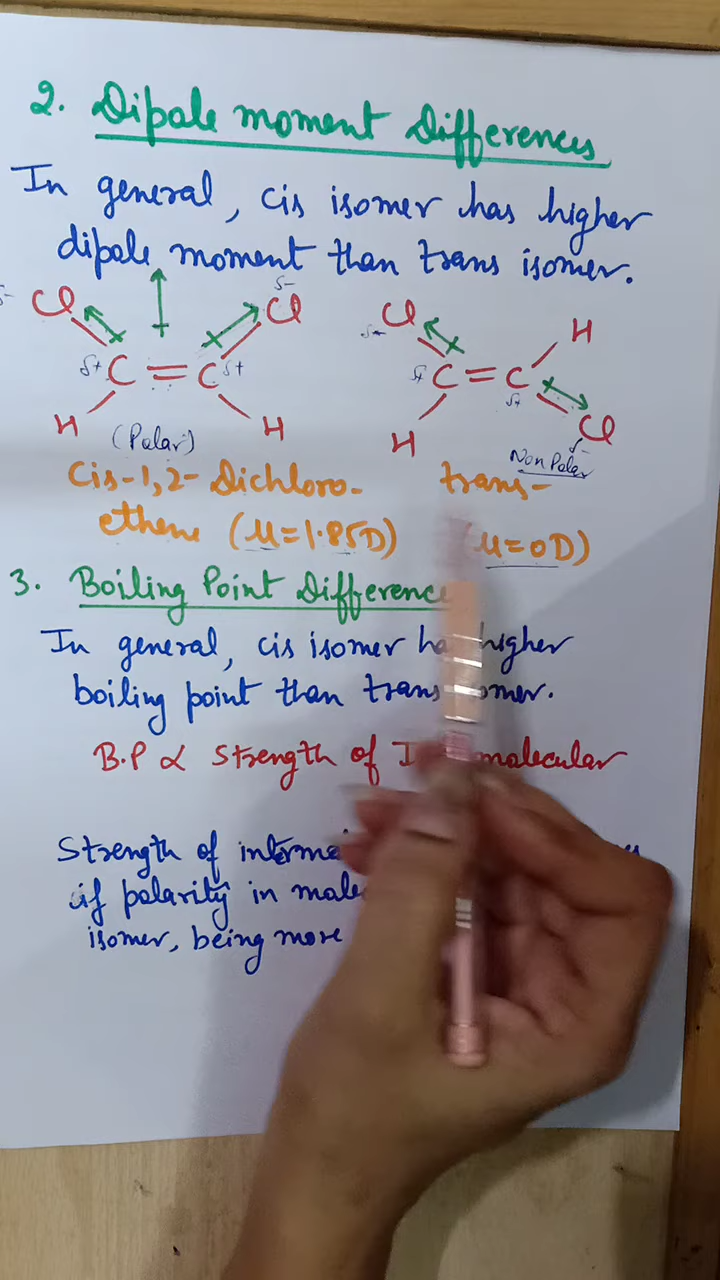 2. Dipole moment Differences
In general, cis isomer has higher
dipole moment than trans isomer.
δ- Cl δ- Cl Cl δ- H
δ+ C = C δ+ δ+ C = C δ+
H (Polar) H H Cl δ-
Non Polar
Cis-1,2-Dichloro- trans-
ethene (μ=1.85D) (μ=0D)
3. Boiling Point Difference
In general, cis isomer higher
boiling point than trans
B.P ∝ Strength of
Strength of
if polarity in
isomer, being more